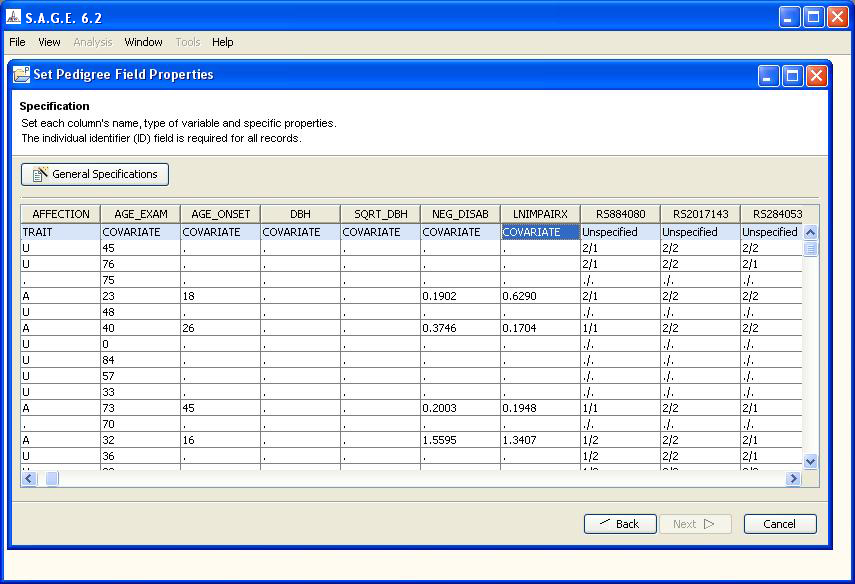 S.A.G.E. 6.2
File View Analysis Window Tools Help
Set Pedigree Field Properties
Specification
Set each column's name, type of variable and specific properties.
The individual identifier (ID) field is required for all records.
General Specifications
AFFECTION AGE_EXAM AGE_ONSET DBH SQRT_DBH NEG_DISAB LNIMPAIRX RS884080 RS2017143 RS284053
TRAIT COVARIATE COVARIATE COVARIATE COVARIATE COVARIATE COVARIATE Unspecified Unspecified Unspecified
U 45 . . . . . 2/1 2/2 2/2
U 76 . . . . . 2/1 2/2 2/1
. 75 . . . . . ./. ./. ./.
A 23 18 . . 0.1902 0.6290 2/1 2/2 2/2
U 48 . . . . . ./. ./. ./.
A 40 26 . . 0.3746 0.1704 1/1 2/2 2/2
U 0 . . . . . ./. ./. ./.
U 84 . . . . . ./. ./. ./.
U 57 . . . . . ./. ./. ./.
U 33 . . . . . ./. ./. ./.
A 73 45 . . 0.2003 0.1948 1/1 2/2 2/1
. 70 . . . . . ./. ./. ./.
A 32 16 . . 1.5595 1.3407 1/2 2/2 2/1
U 36 . . . . . 1/2 2/2 2/1
Back Next Cancel